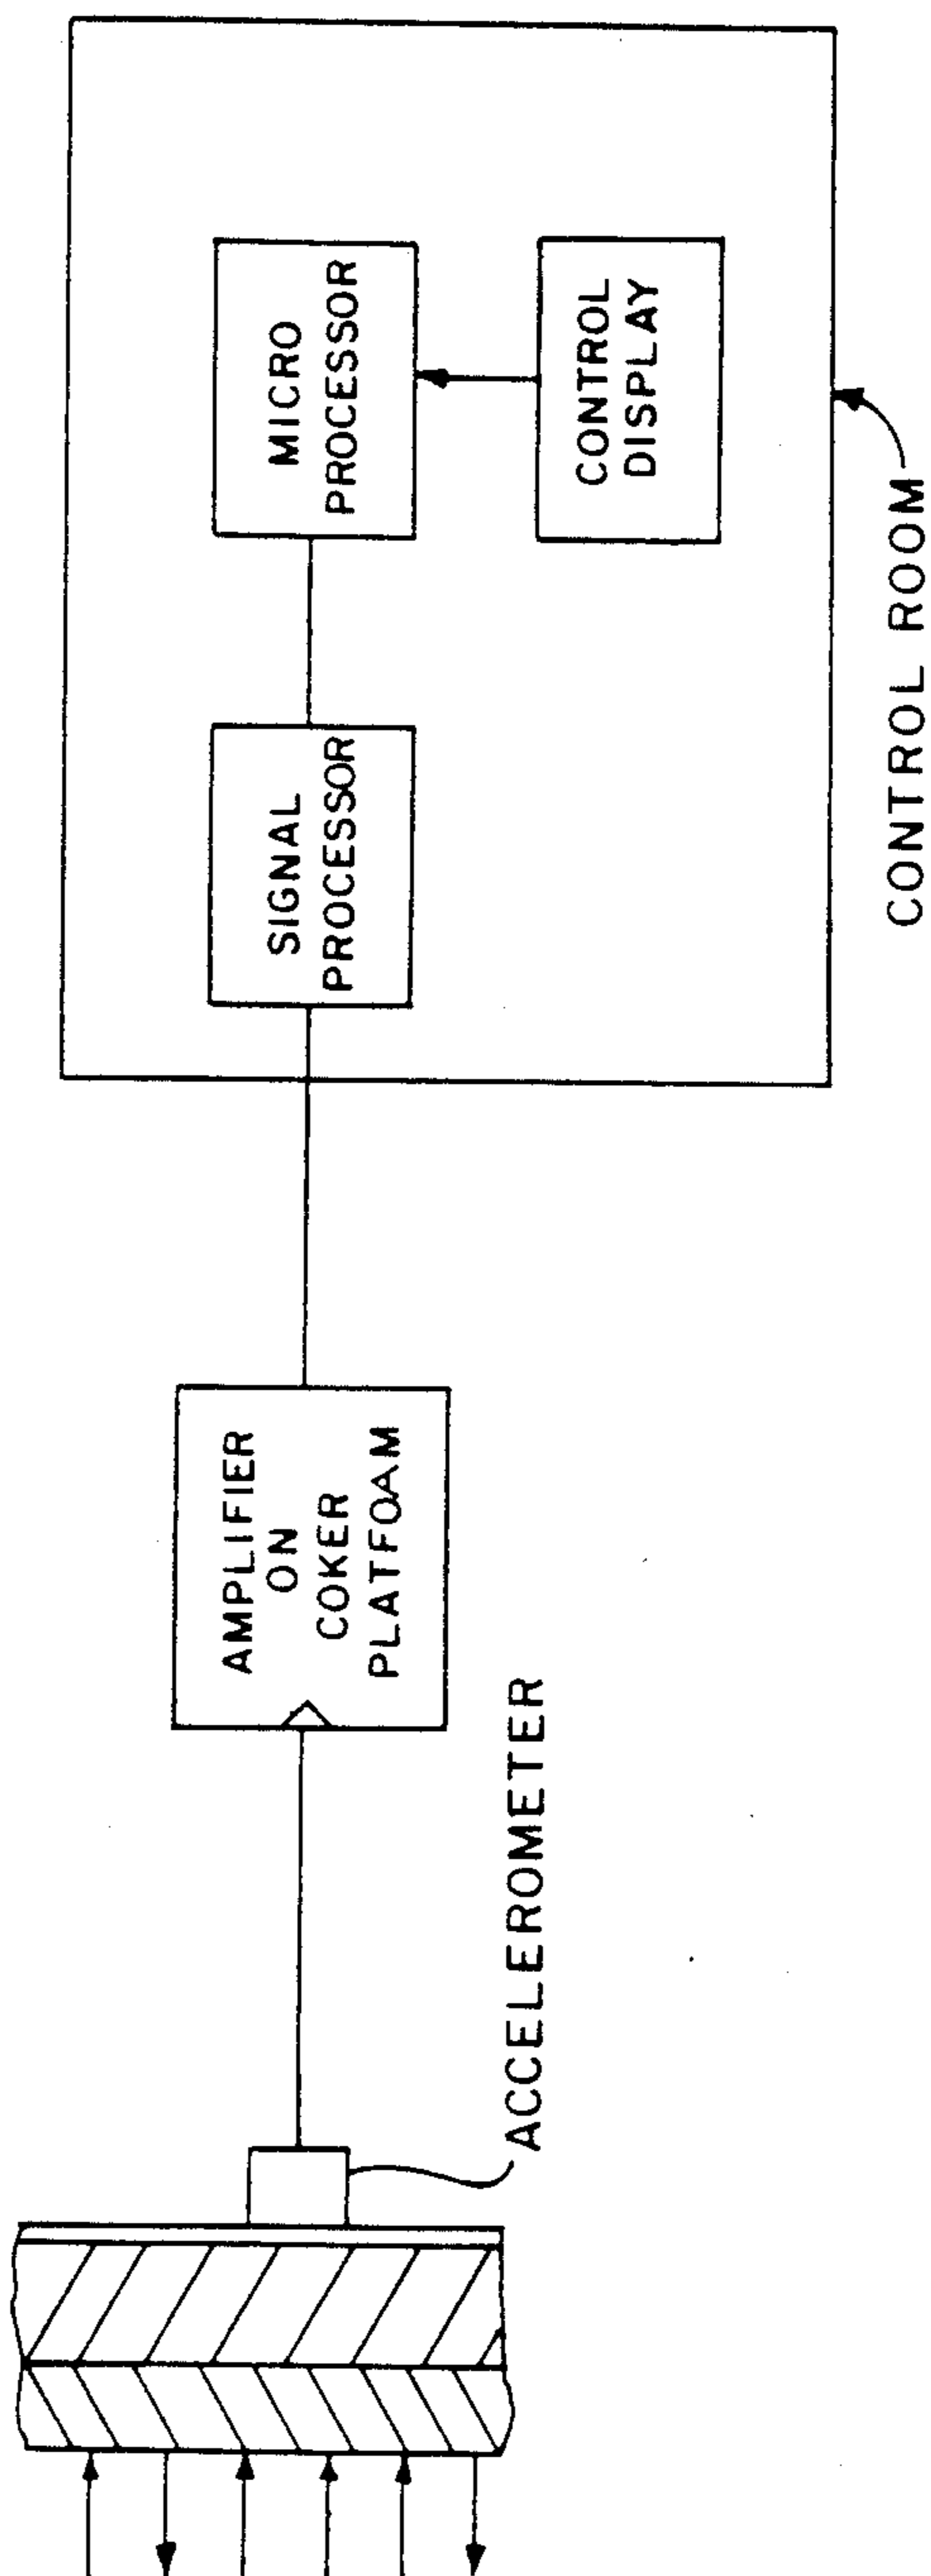 ACCELEROMETER
AMPLIFIER
ON
COKER
PLATFOAM
SIGNAL
PROCESSOR
MICRO
PROCESSOR
CONTROL
DISPLAY
CONTROL ROOM